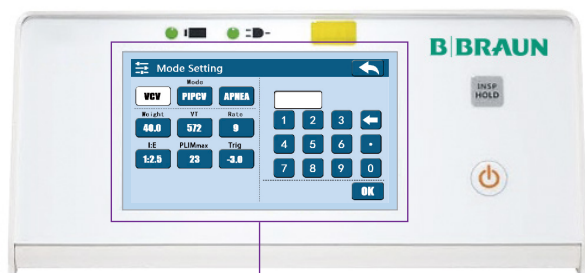 B|BRAUN
Mode Setting
Mode
VCV PIPCV APNEA
INSP
HOLD
Weight VT Rate
40.0 572 9
I:E PLIMmax Trig
1:2.5 23 -3.0
1 2 3
4 5 6 ·
7 8 9 0
OK